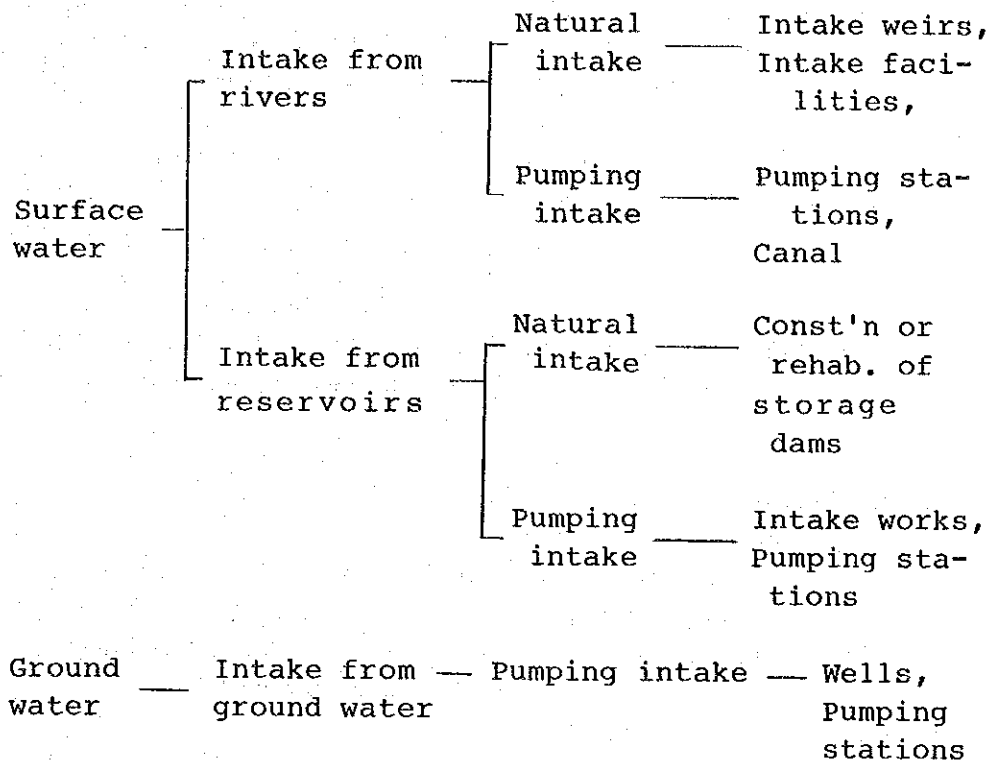 Surface
water
Intake from
rivers
Natural
intake
Intake weirs,
Intake faci-
lities,
Pumping
intake
Pumping sta-
tions,
Canal
Intake from
reservoirs
Natural
intake
Const'n or
rehab. of
storage
dams
Pumping
intake
Intake works,
Pumping sta-
tions
Ground
water
Intake from
ground water
Pumping intake
Wells,
Pumping
stations